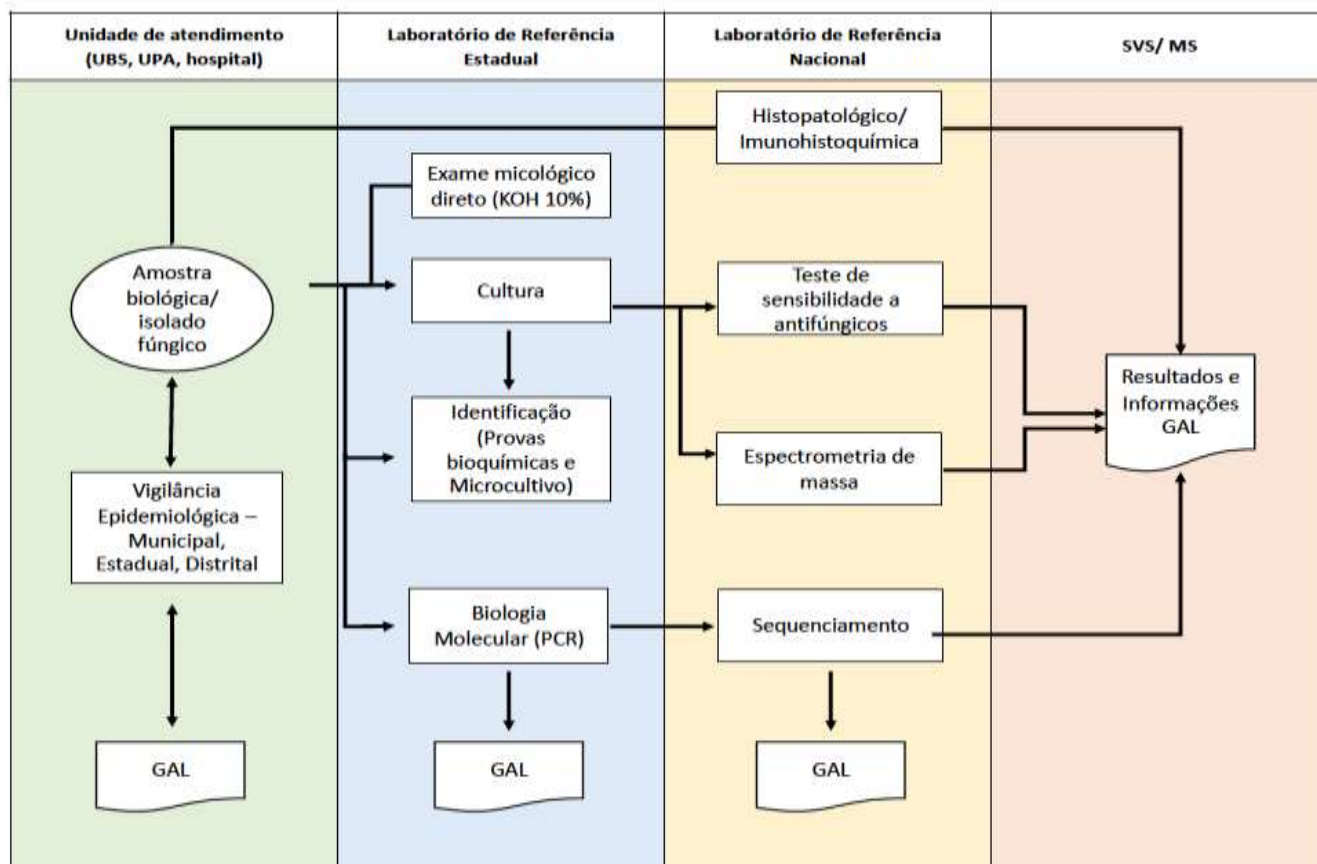 Unidade de atendimento
(UBS, UPA, hospital)
Laboratório de Referência
Estadual
Laboratório de Referência
Nacional
SVS/ MS
Histopatológico/
Imunohistoquímica
Exame micológico
direto (KOH 10%)
Amostra
biológica/
isolado
fúngico
Cultura
Teste de
sensibilidade a
antifúngicos
Resultados e
Informações
GAL
Identificação
(Provas
bioquímicas e
Microcultivo)
Espectrometria de
massa
Vigilância
Epidemiológica –
Municipal,
Estadual, Distrital
Biologia
Molecular (PCR)
Sequenciamento
GAL
GAL
GAL